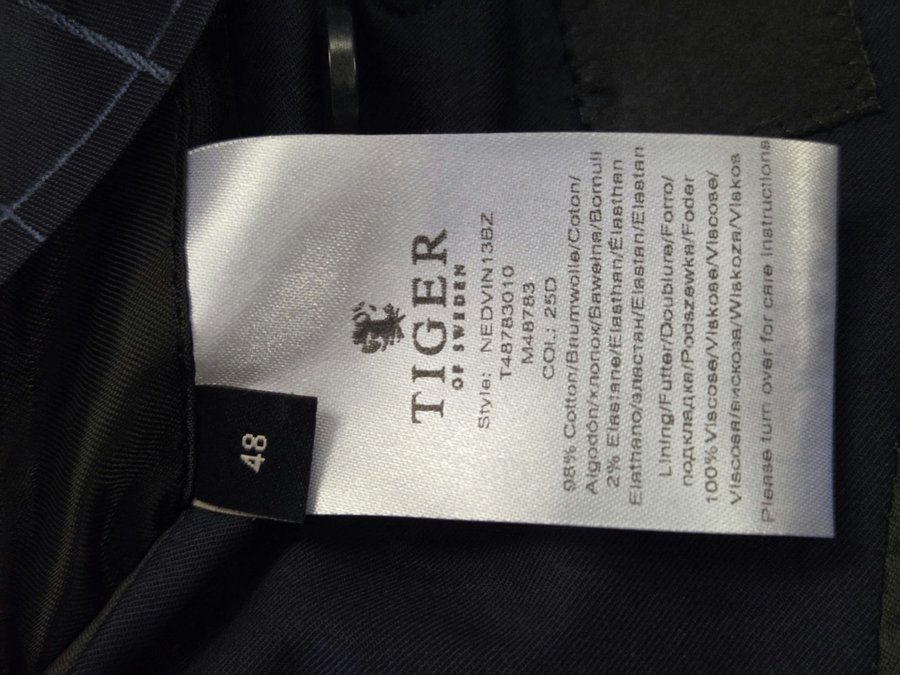 TIGER
OF SWEDEN
Style: NEDVIN13BZ
T48783010
M48783
COL: 25D
98% Cotton/Brumwolle/Coton/
Algodón/хлопок/Bawełna/Bomull
2% Elastane/Elasthan/Élasthan
Elathano/эластан/Elastan/Elastan
Lining/Futter/Doublure/Forro/
подкладка/Podszewka/Foder
100% Viscose/Viskose/Viscose/
Viscosa/вискоза/Wiskoza/Viskos
Please turn over for care instructions
48